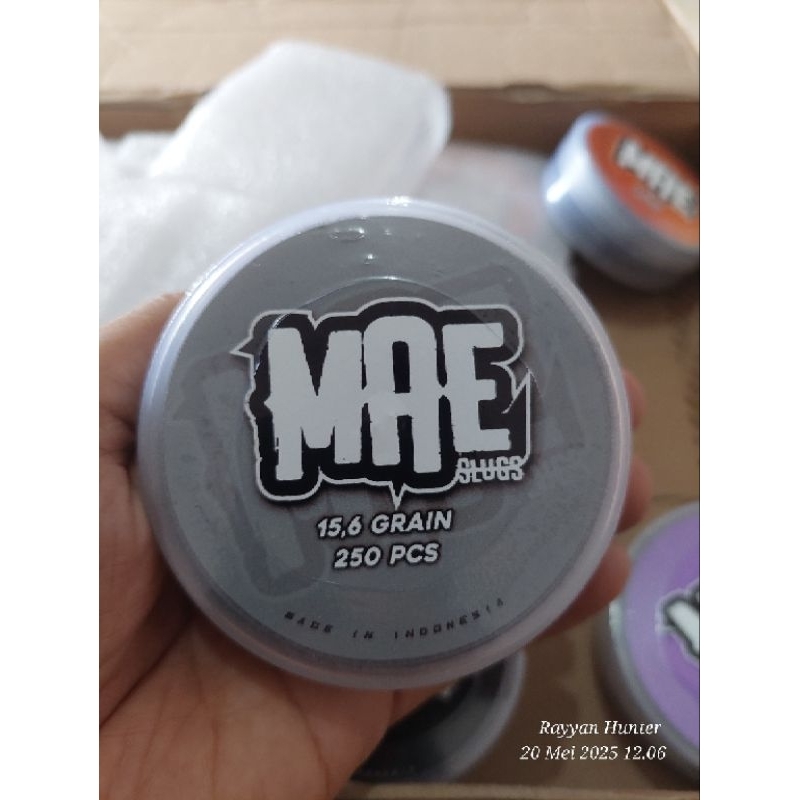 MAE
MAE
SLUGS
15,6 GRAIN
250 PCS
MADE IN INDONESIA
Rayyan Hunter
20 Mei 2025 12.06